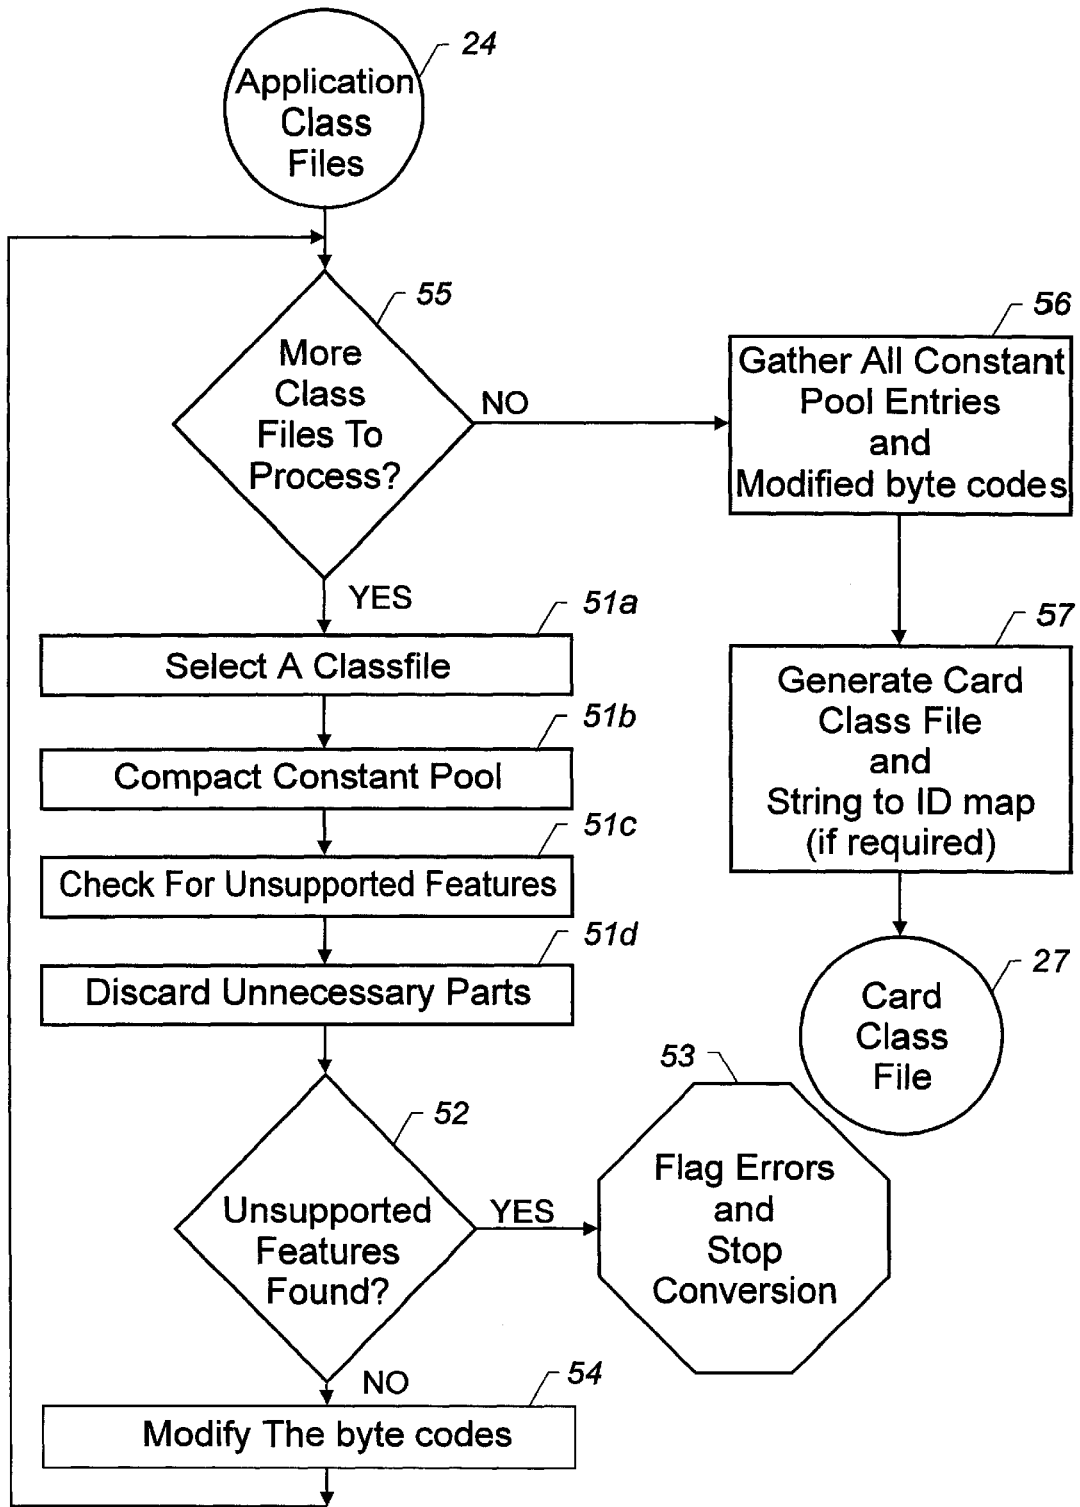 24
Application
Class
Files
55
More
Class
Files To
Process?
NO
YES
56
Gather All Constant
Pool Entries
and
Modified byte codes
51a
Select A Classfile
51b
Compact Constant Pool
51c
Check For Unsupported Features
51d
Discard Unnecessary Parts
57
Generate Card
Class File
and
String to ID map
(if required)
27
Card
Class
File
52
Unsupported
Features
Found?
YES
NO
53
Flag Errors
and
Stop
Conversion
54
Modify The byte codes